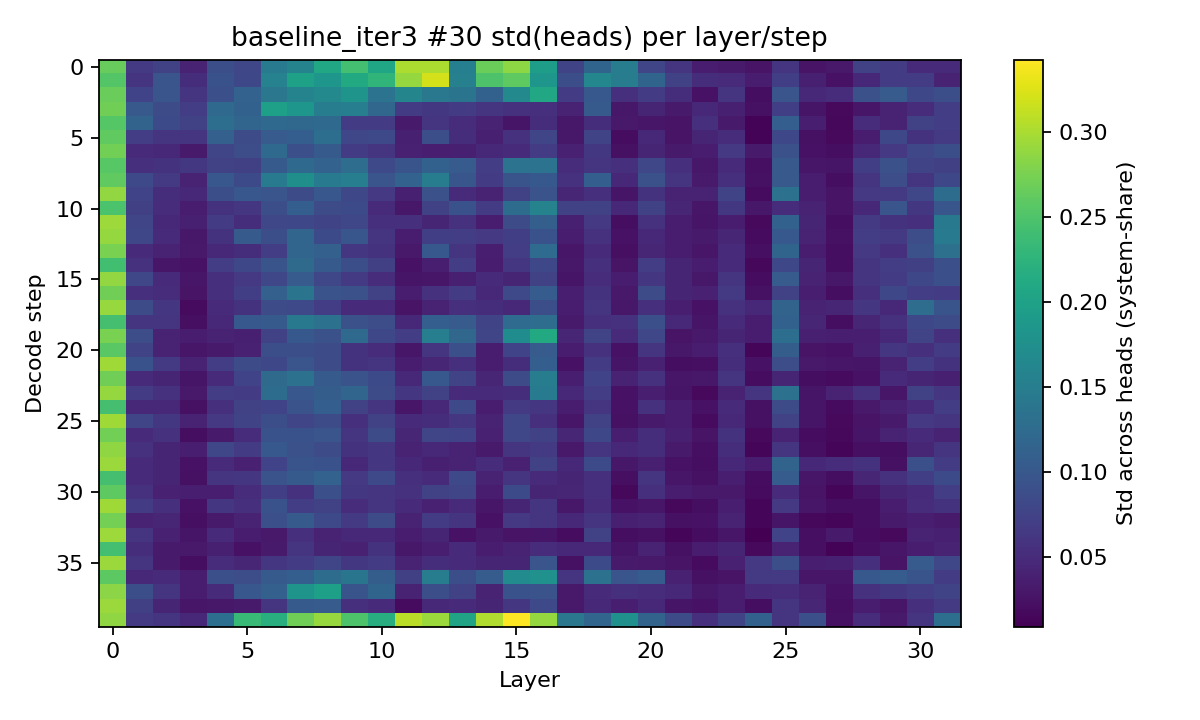 baseline_iter3 #30 std(heads) per layer/step
0
5
10
15
20
25
30
35
Decode step
0 5 10 15 20 25 30
Layer
0.30
0.25
0.20
0.15
0.10
0.05
Std across heads (system-share)